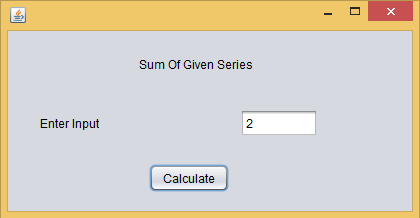 Sum Of Given Series
Enter Input 2
Calculate